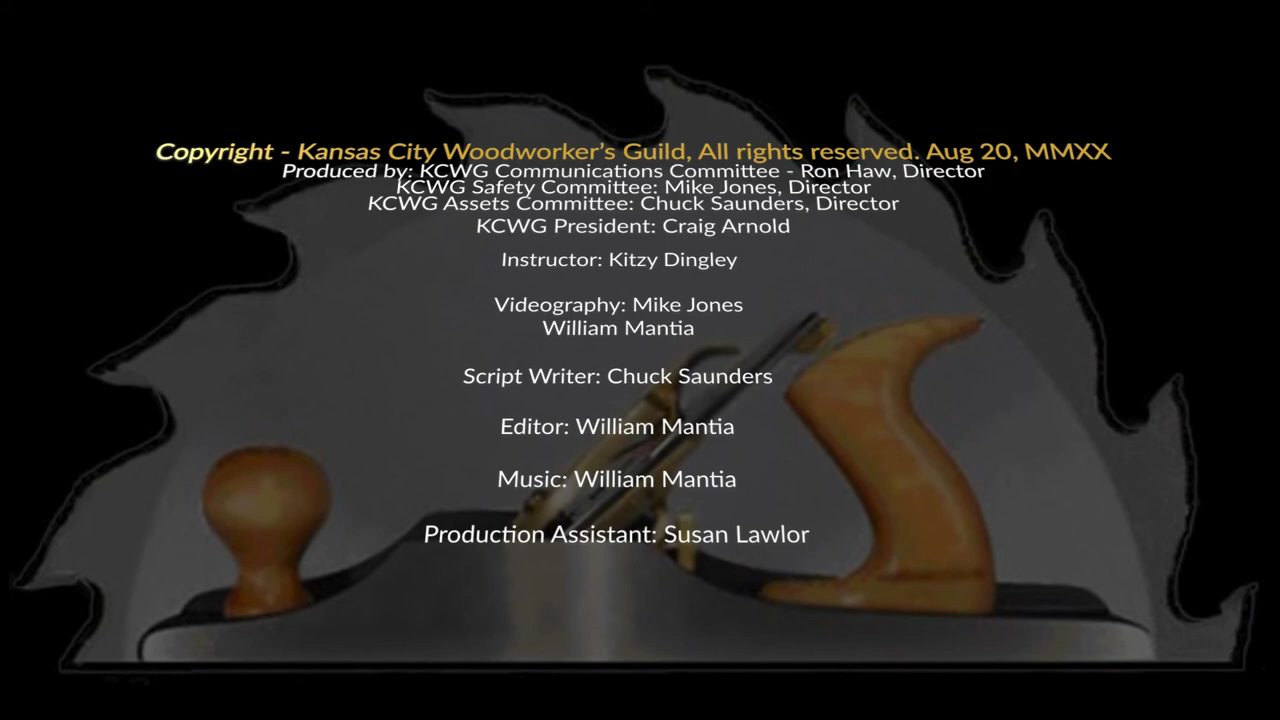 Copyright - Kansas City Woodworker's Guild, All rights reserved. Aug 20, MMXX
Produced by: KCWG Communications Committee - Ron Haw, Director
KCWG Safety Committee: Mike Jones, Director
KCWG Assets Committee: Chuck Saunders, Director
KCWG President: Craig Arnold
Instructor: Kitzy Dingley
Videography: Mike Jones
William Mantia
Script Writer: Chuck Saunders
Editor: William Mantia
Music: William Mantia
Production Assistant: Susan Lawlor